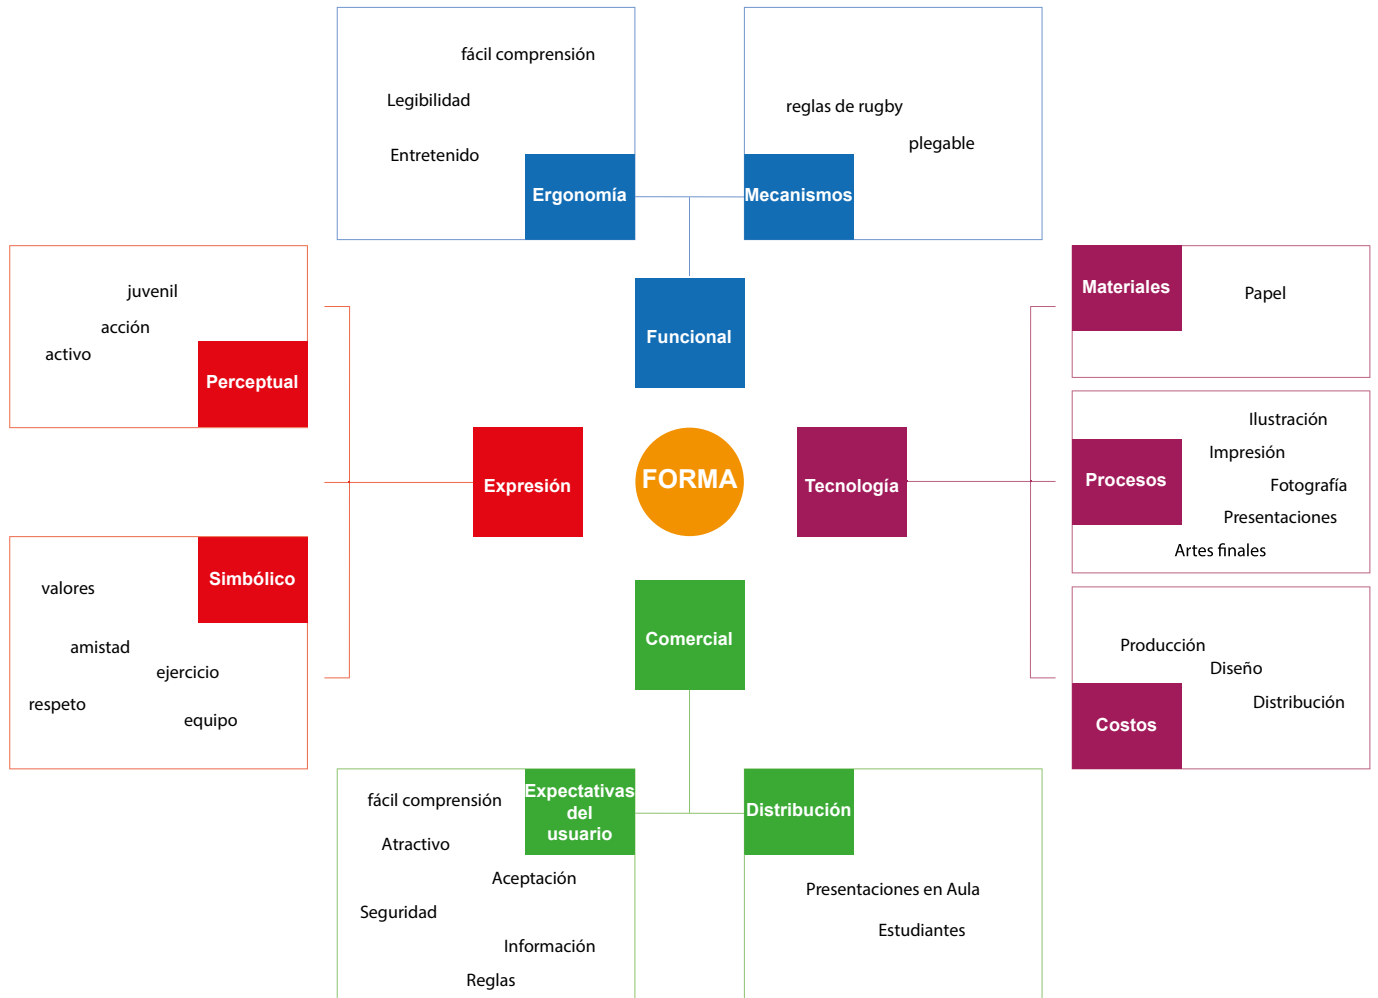 fácil comprensión
Legibilidad
Entretenido
Ergonomía
reglas de rugby
plegable
Mecanismos
Funcional
juvenil
acción
activo
Perceptual
Materiales
Papel
Expresión
FORMA
Tecnología
Ilustración
Impresión
Procesos
Fotografía
Presentaciones
Artes finales
Simbólico
valores
amistad
ejercicio
respeto
equipo
Comercial
Producción
Diseño
Distribución
Costos
Expectativas
del
usuario
fácil comprensión
Atractivo
Aceptación
Seguridad
Información
Reglas
Distribución
Presentaciones en Aula
Estudiantes